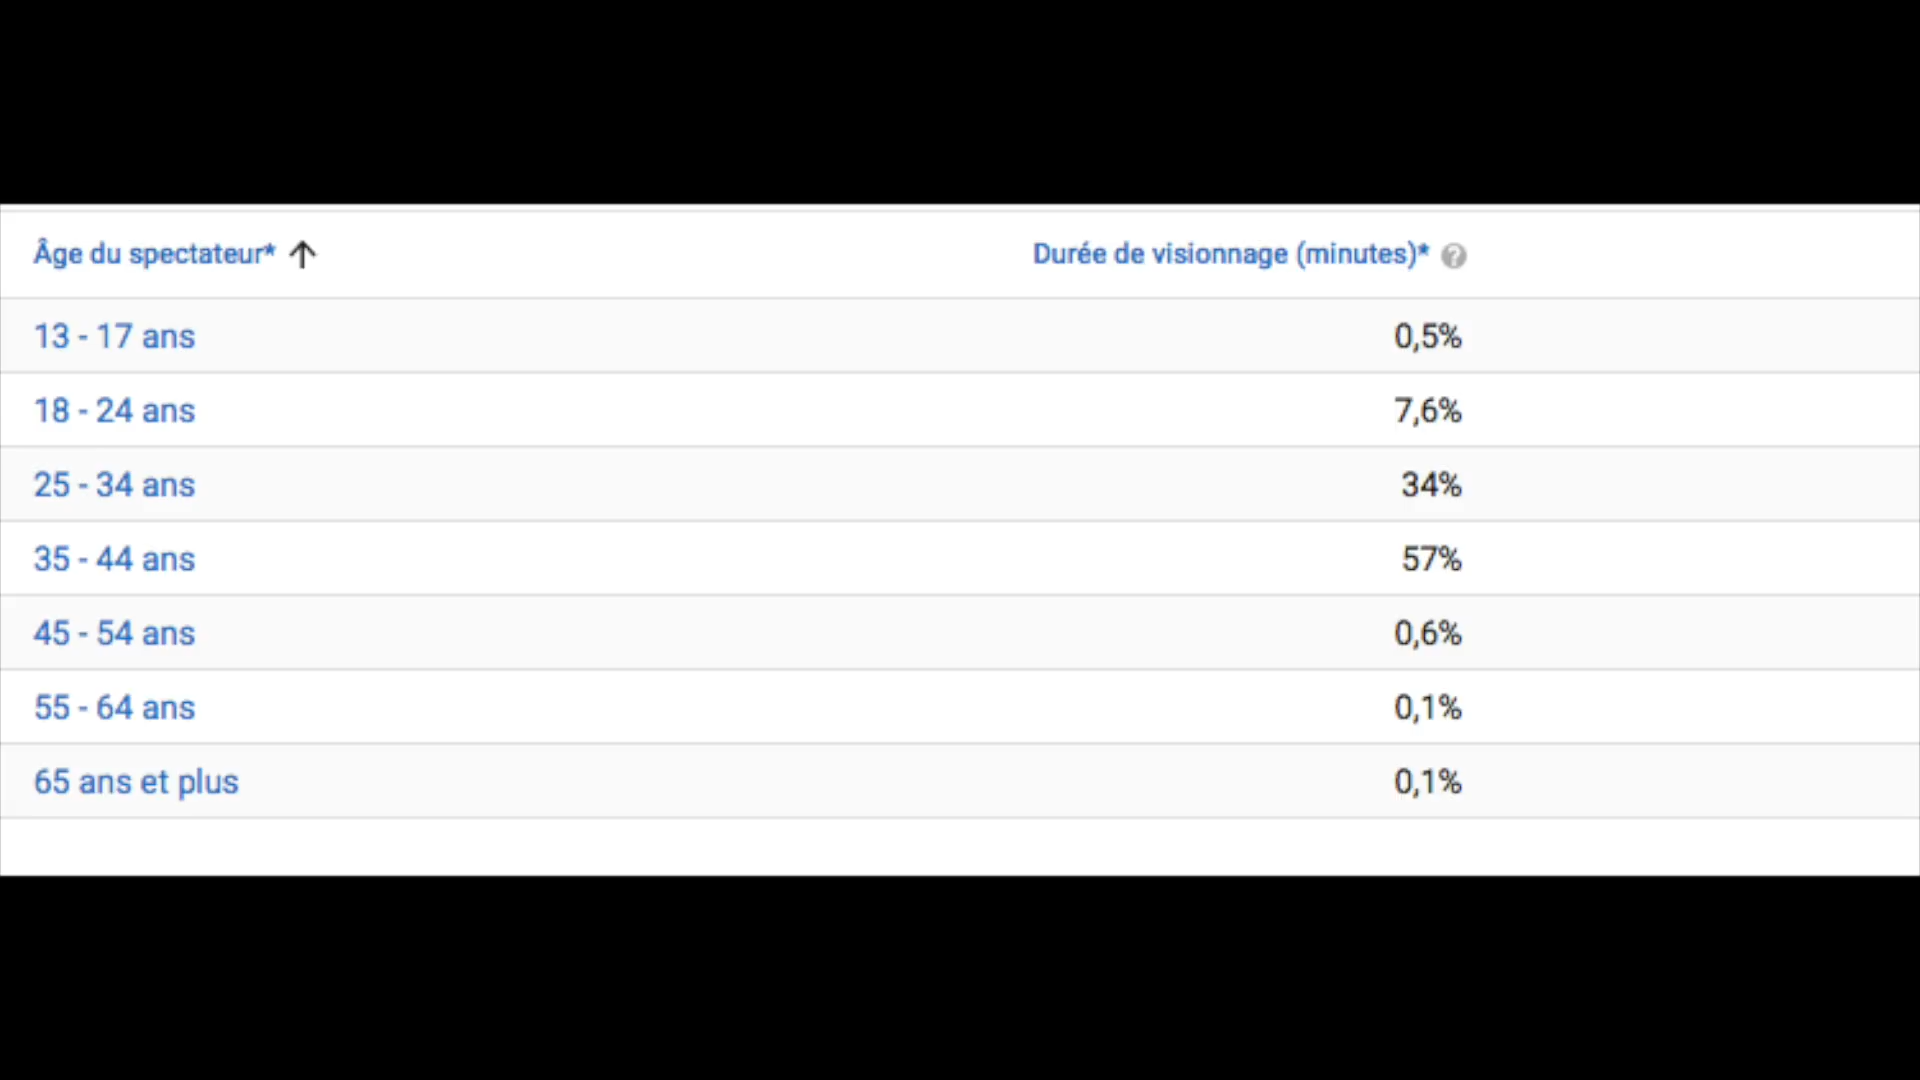 Âge du spectateur* ↑ Durée de visionnage (minutes)* ?
13 - 17 ans 0,5%
18 - 24 ans 7,6%
25 - 34 ans 34%
35 - 44 ans 57%
45 - 54 ans 0,6%
55 - 64 ans 0,1%
65 ans et plus 0,1%